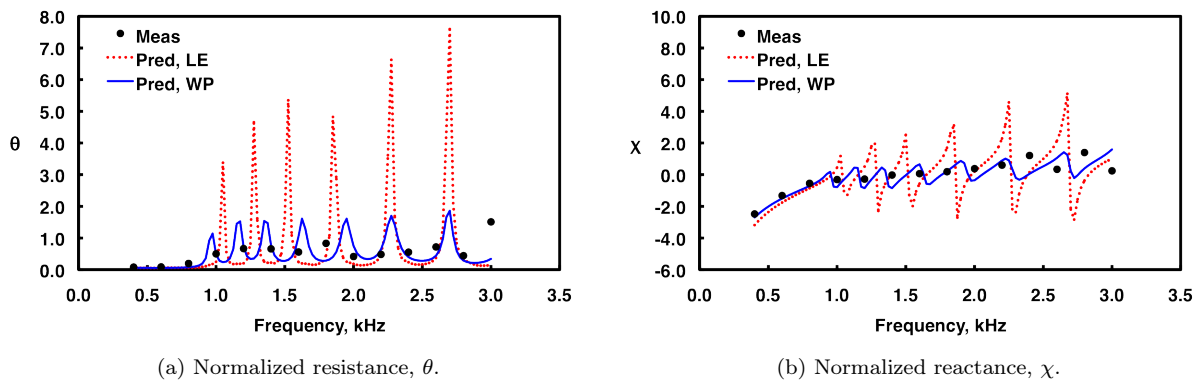 8.0
7.0
6.0
5.0
4.0
3.0
2.0
1.0
0.0
θ
Meas
Pred, LE
Pred, WP
0.0 0.5 1.0 1.5 2.0 2.5 3.0 3.5
Frequency, kHz
(a) Normalized resistance, θ.
10.0
8.0
6.0
4.0
2.0
0.0
-2.0
-4.0
-6.0
χ
Meas
Pred, LE
Pred, WP
0.0 0.5 1.0 1.5 2.0 2.5 3.0 3.5
Frequency, kHz
(b) Normalized reactance, χ.